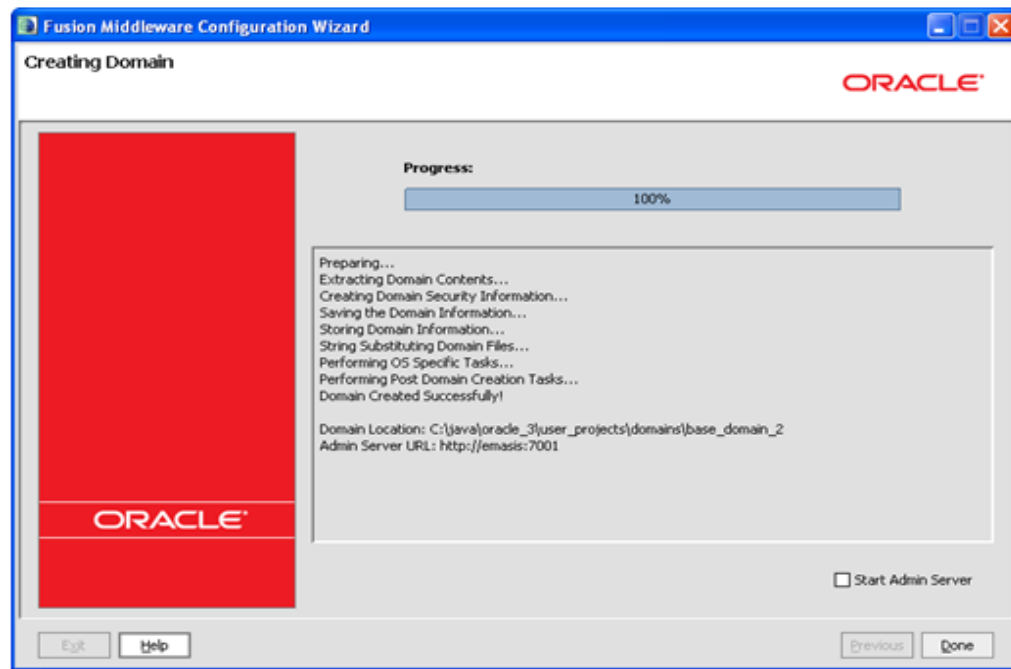 Fusion Middleware Configuration Wizard
Creating Domain
ORACLE
Progress:
100%
Preparing...
Extracting Domain Contents...
Creating Domain Security Information...
Saving the Domain Information...
Storing Domain Information...
String Substituting Domain Files...
Performing OS Specific Tasks...
Performing Post Domain Creation Tasks...
Domain Created Successfully!
Domain Location: C:\java\oracle_3\user_projects\domains\base_domain_2
Admin Server URL: http://emasis:7001
ORACLE
Start Admin Server
Exit Help Previous Done